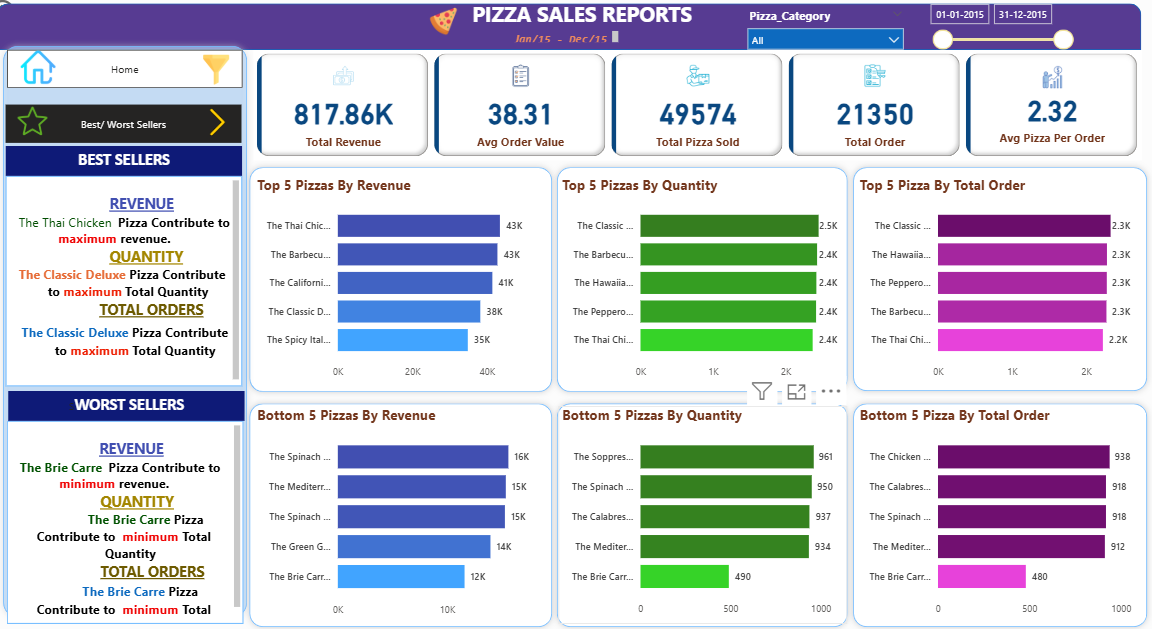 PIZZA SALES REPORTS
Jan/15 - Dec/15
Pizza_Category
All
01-01-2015
31-12-2015
Home
Best/ Worst Sellers
817.86K
Total Revenue
38.31
Avg Order Value
49574
Total Pizza Sold
21350
Total Order
2.32
Avg Pizza Per Order
BEST SELLERS
REVENUE
The Thai Chicken Pizza Contribute to
maximum revenue.
QUANTITY
The Classic Deluxe Pizza Contribute
to maximum Total Quantity
TOTAL ORDERS
The Classic Deluxe Pizza Contribute
to maximum Total Quantity
WORST SELLERS
REVENUE
The Brie Carre Pizza Contribute to
minimum revenue.
QUANTITY
The Brie Carre Pizza
Contribute to minimum Total
Quantity
TOTAL ORDERS
The Brie Carre Pizza
Contribute to minimum Total
Top 5 Pizzas By Revenue
The Thai Chic... 43K
The Barbecu... 43K
The Californi... 41K
The Classic D... 38K
The Spicy Ital... 35K
0K 20K 40K
Top 5 Pizzas By Quantity
The Classic ... 2.5K
The Barbecu... 2.4K
The Hawaiia... 2.4K
The Peppero... 2.4K
The Thai Chi... 2.4K
0K 1K 2K
Top 5 Pizza By Total Order
The Classic ... 2.3K
The Hawaiia... 2.3K
The Peppero... 2.3K
The Barbecu... 2.3K
The Thai Chi... 2.2K
0K 1K 2K
Bottom 5 Pizzas By Revenue
The Spinach ... 16K
The Mediterr... 15K
The Spinach ... 15K
The Green G... 14K
The Brie Carr... 12K
0K 10K
Bottom 5 Pizzas By Quantity
The Soppres... 961
The Spinach ... 950
The Calabres... 937
The Mediter... 934
The Brie Carr... 490
0 500 1000
Bottom 5 Pizza By Total Order
The Chicken ... 938
The Calabres... 918
The Spinach ... 918
The Mediter... 912
The Brie Carr... 480
0 500 1000